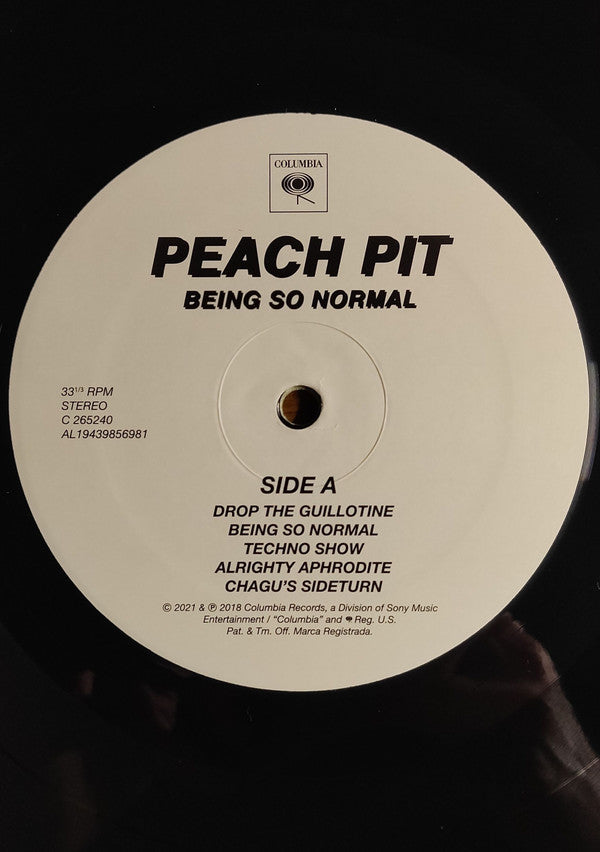 COLUMBIA
PEACH PIT
BEING SO NORMAL
33 1/3 RPM
STEREO
C 265240
AL19439856981
SIDE A
DROP THE GUILLOTINE
BEING SO NORMAL
TECHNO SHOW
ALRIGHTY APHRODITE
CHAGU'S SIDETURN
© 2021 & ℗ 2018 Columbia Records, a Division of Sony Music
Entertainment / "Columbia" and Reg. U.S.
Pat. & Tm. Off. Marca Registrada.